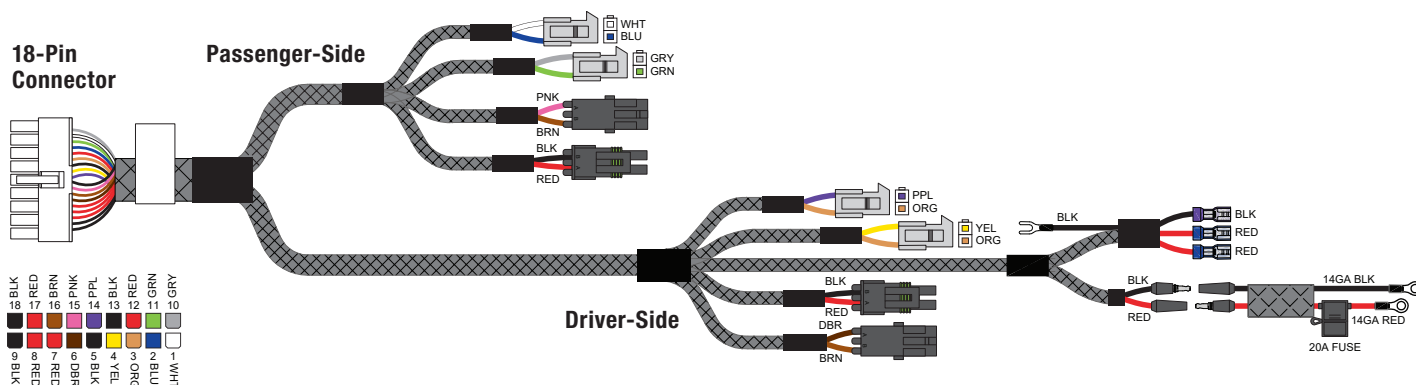 18-Pin
Connector
Passenger-Side
WHT
BLU
GRY
GRN
PNK
BRN
BLK
RED
PPL
ORG
YEL
ORG
BLK
RED
DBR
BRN
Driver-Side
BLK
BLK
RED
RED
BLK
RED
14GA BLK
14GA RED
20A FUSE
18 BLK
17 RED
16 BRN
15 PNK
14 PPL
13 BLK
12 RED
11 GRN
10 GRY
9 BLK
8 RED
7 RED
6 DBR
5 BLK
4 YEL
3 ORG
2 BLU
1 WHT